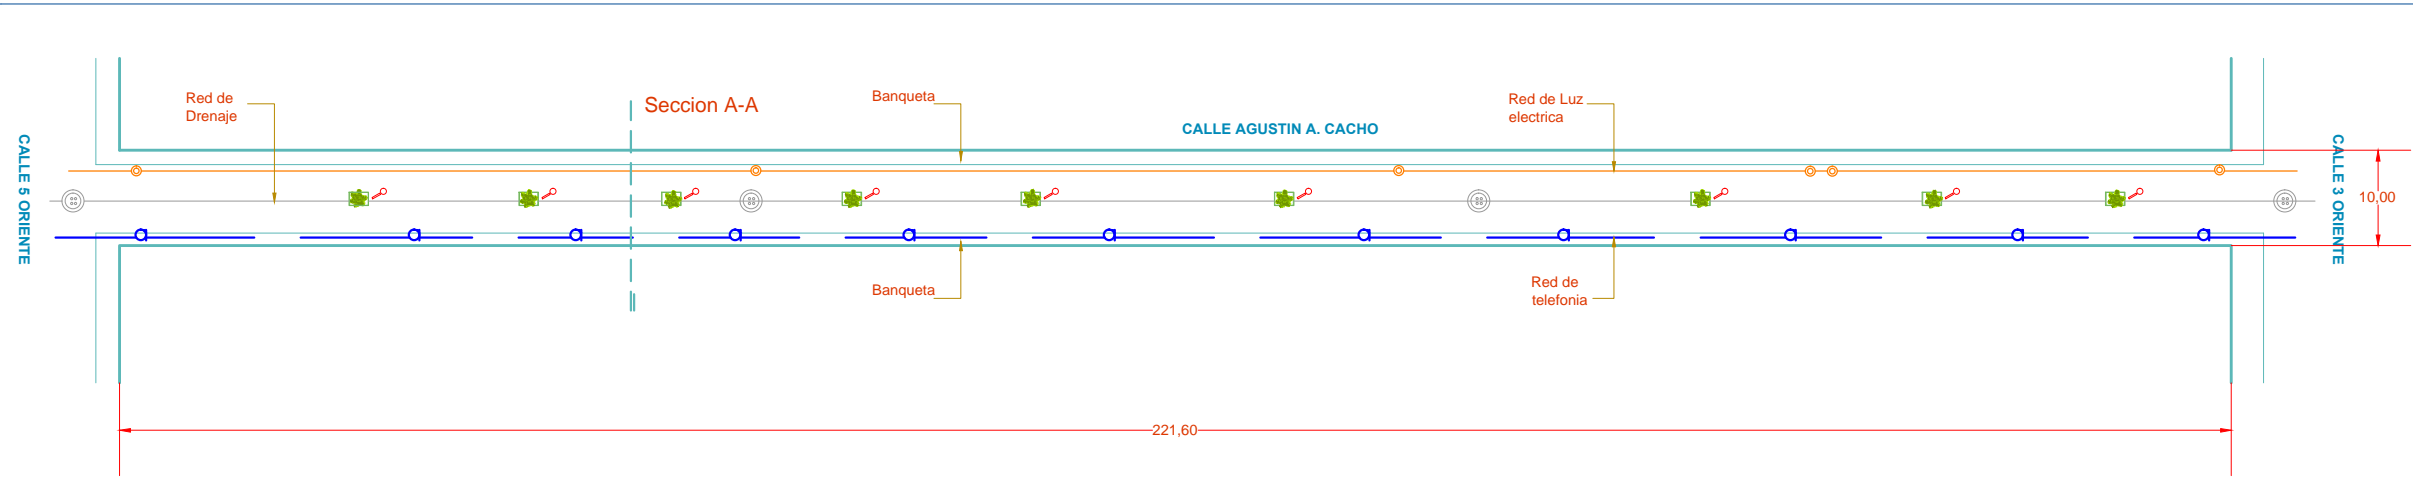 Red de
Drenaje
Seccion A-A
Banqueta
CALLE AGUSTIN A. CACHO
Red de Luz
electrica
CALLE 5 ORIENTE
CALLE 3 ORIENTE
10,00
Banqueta
Red de
telefonia
221,60